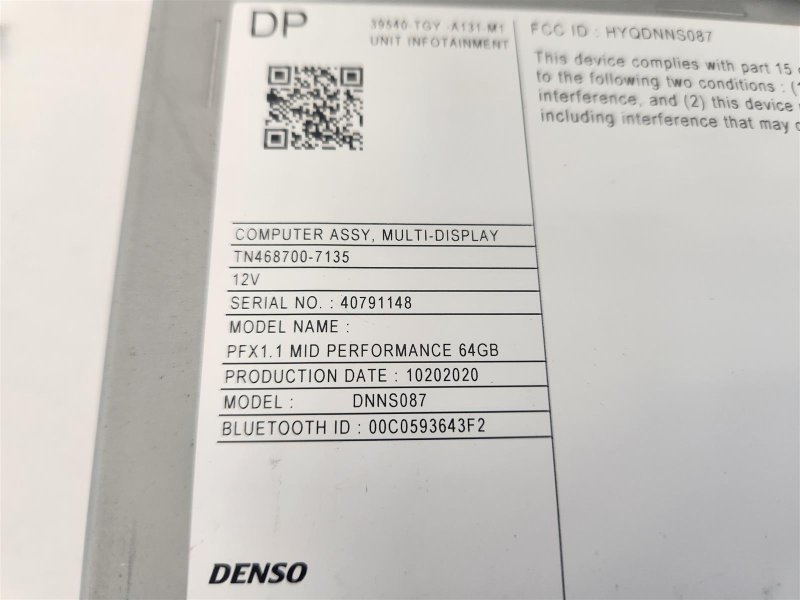 DP
39540-TGY -A131-M1
UNIT INFOTAINMENT
FCC ID : HYQDNNS087
This device complies with part 15
to the following two conditions : (1
interference, and (2) this device
including interference that may
COMPUTER ASSY, MULTI-DISPLAY
TN468700-7135
12V
SERIAL NO. : 40791148
MODEL NAME :
PFX1.1 MID PERFORMANCE 64GB
PRODUCTION DATE : 10202020
MODEL : DNNS087
BLUETOOTH ID : 00C0593643F2
DENSO